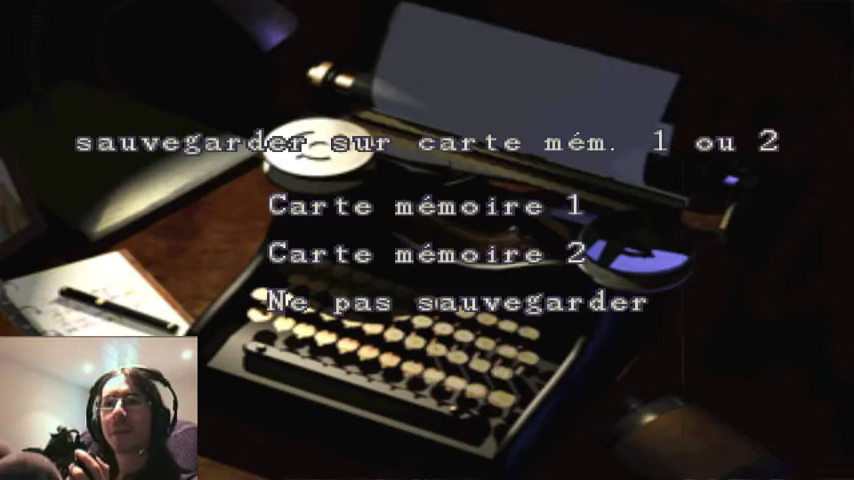 sauvegarder sur carte mém. 1 ou 2
Carte mémoire 1
Carte mémoire 2
Ne pas sauvegarder